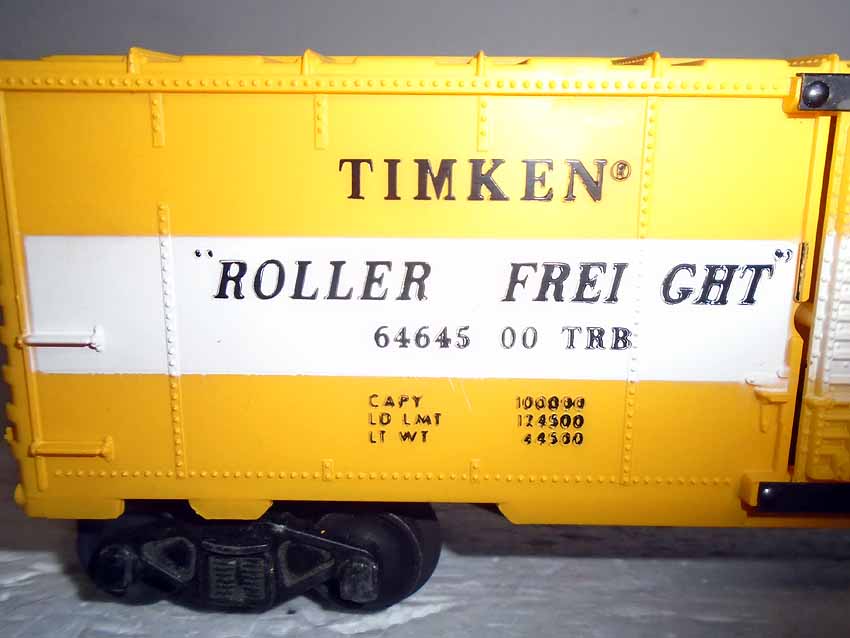 TIMKEN®
"ROLLER FREIGHT"
64645 00 TRB
CAPY 100000
LD LMT 124500
LT WT 44500